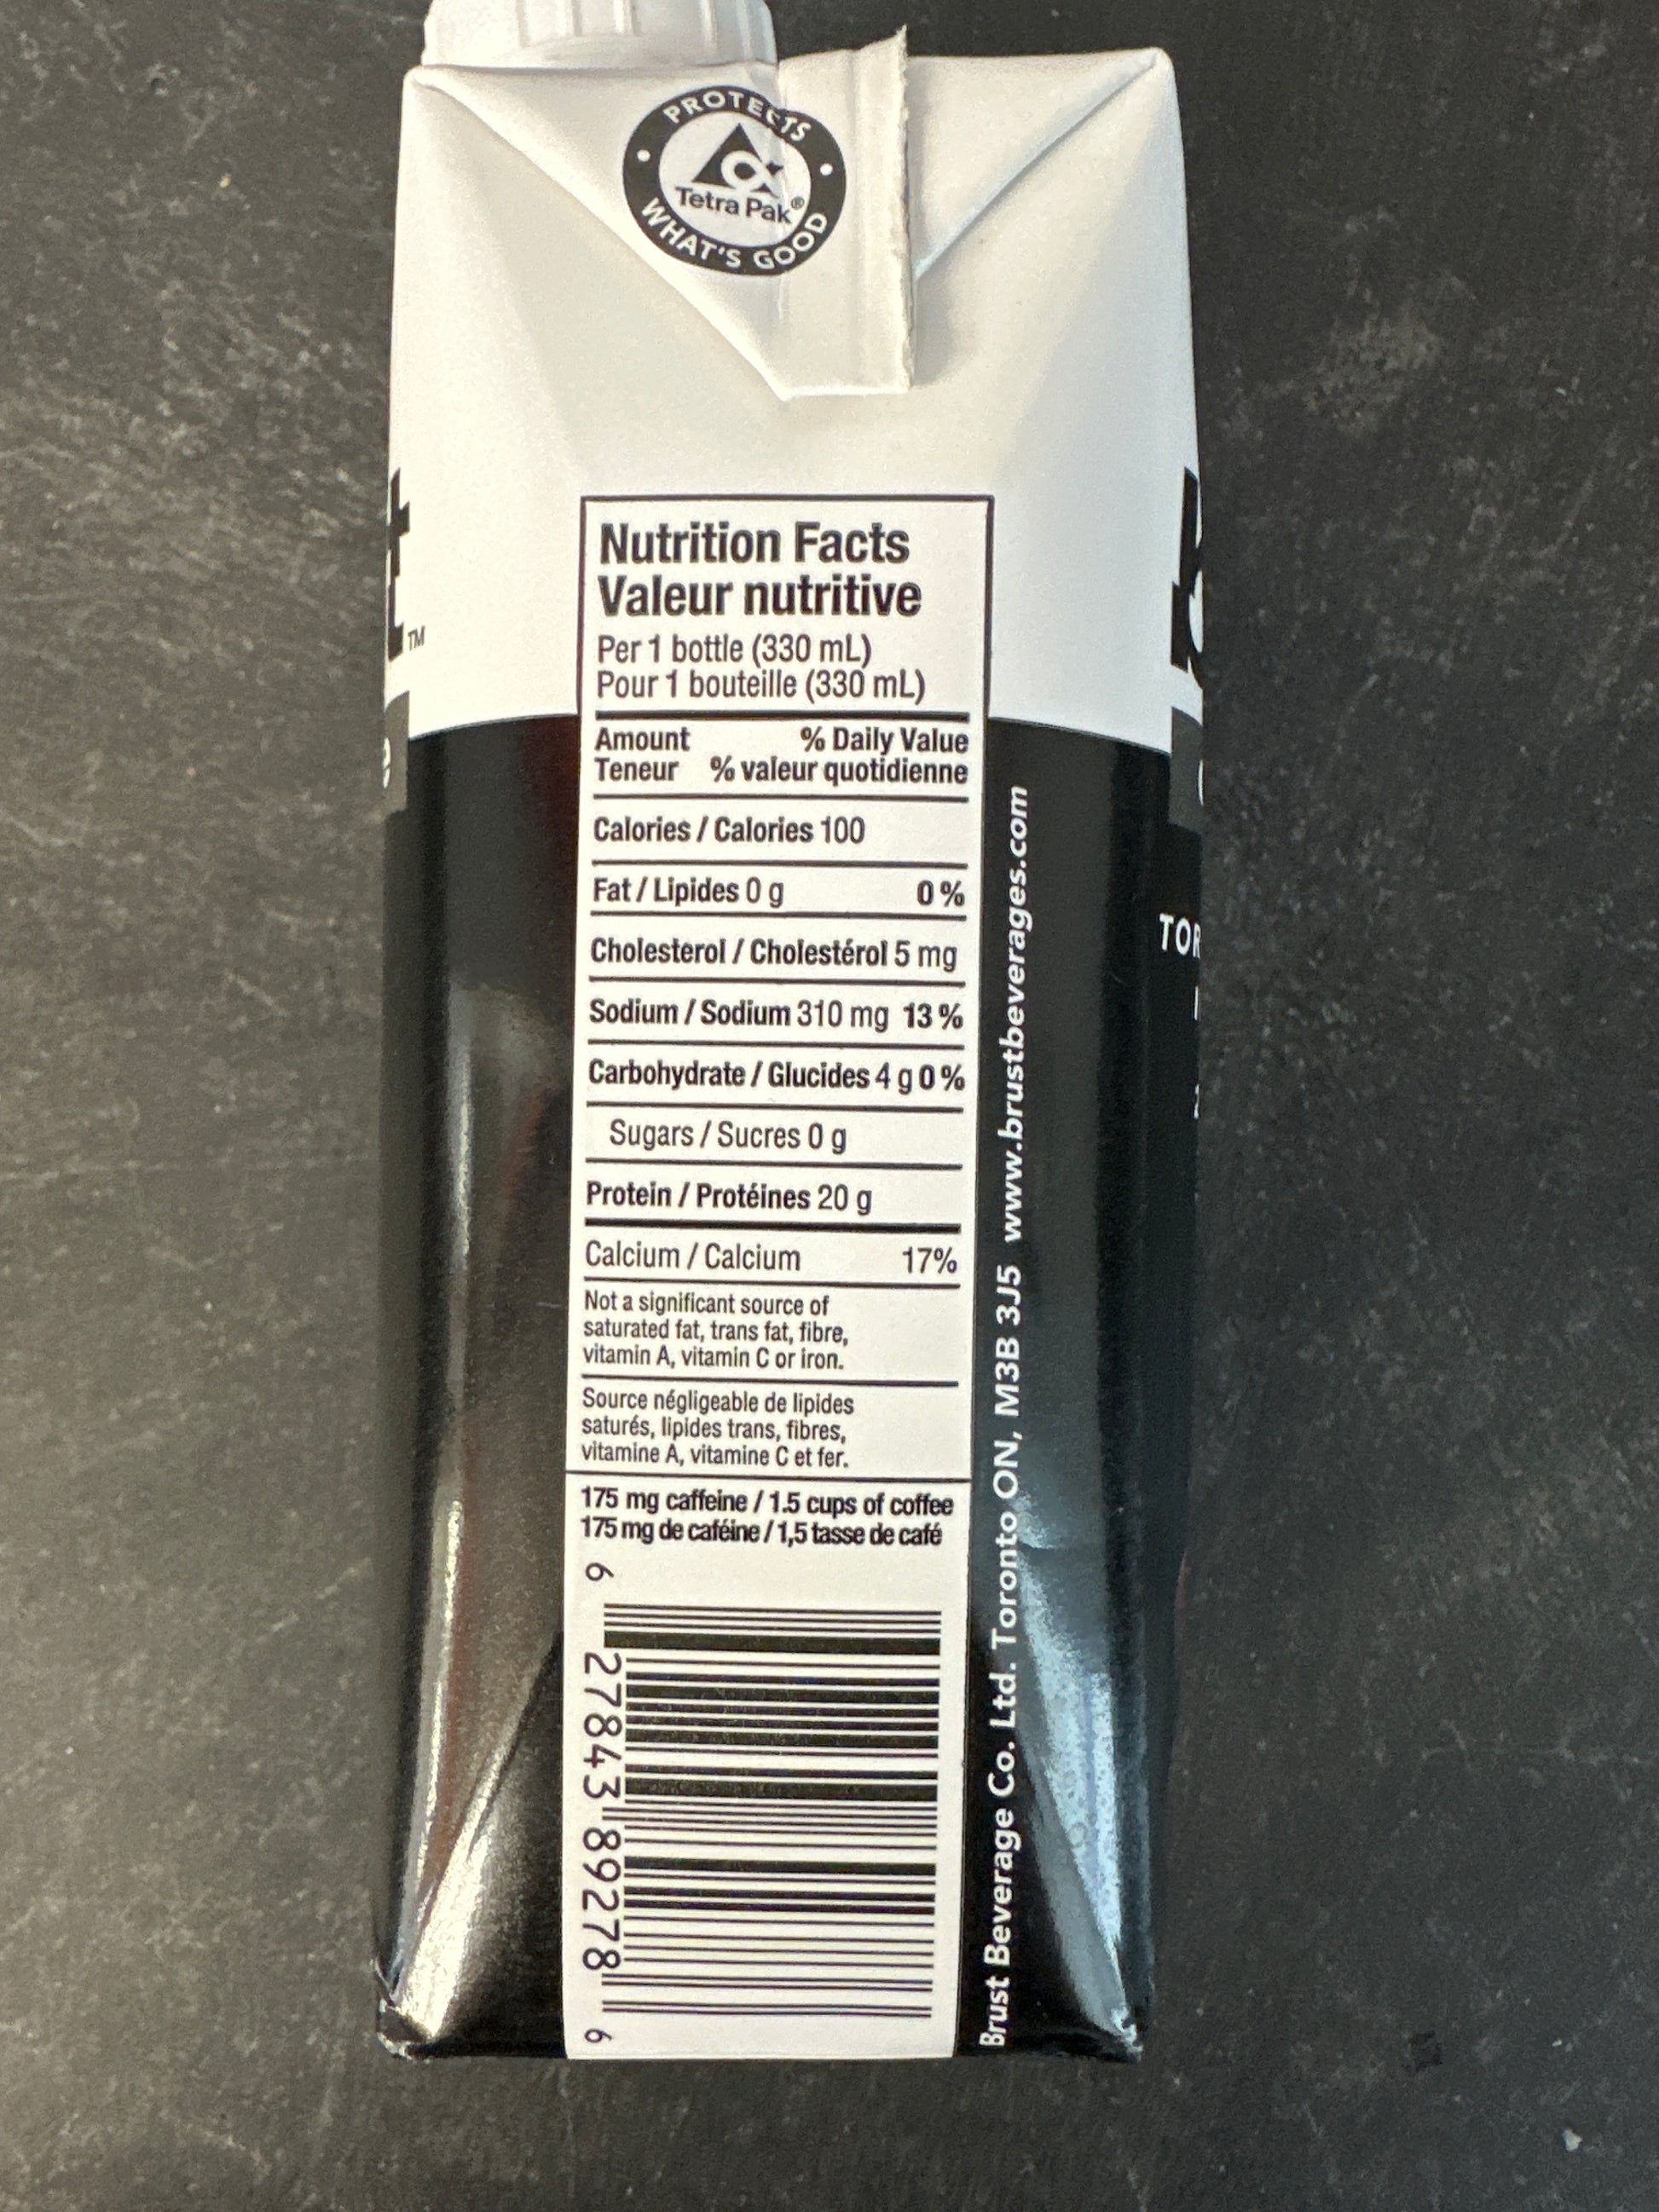 PROTECTS
Tetra Pak®
WHAT'S GOOD
t™
Nutrition Facts
Valeur nutritive
Per 1 bottle (330 mL)
Pour 1 bouteille (330 mL)
Amount % Daily Value
Teneur % valeur quotidienne
Calories / Calories 100
Fat / Lipides 0 g 0 %
Cholesterol / Cholestérol 5 mg
Sodium / Sodium 310 mg 13 %
Carbohydrate / Glucides 4 g 0 %
Sugars / Sucres 0 g
Protein / Protéines 20 g
Calcium / Calcium 17%
Not a significant source of
saturated fat, trans fat, fibre,
vitamin A, vitamin C or iron.
Source négligeable de lipides
saturés, lipides trans, fibres,
vitamine A, vitamine C et fer.
175 mg caffeine / 1.5 cups of coffee
175 mg de caféine / 1,5 tasse de café
6 27843 89278 6
Brust Beverage Co. Ltd. Toronto ON, M3B 3J5 www.brustbeverages.com
TOR